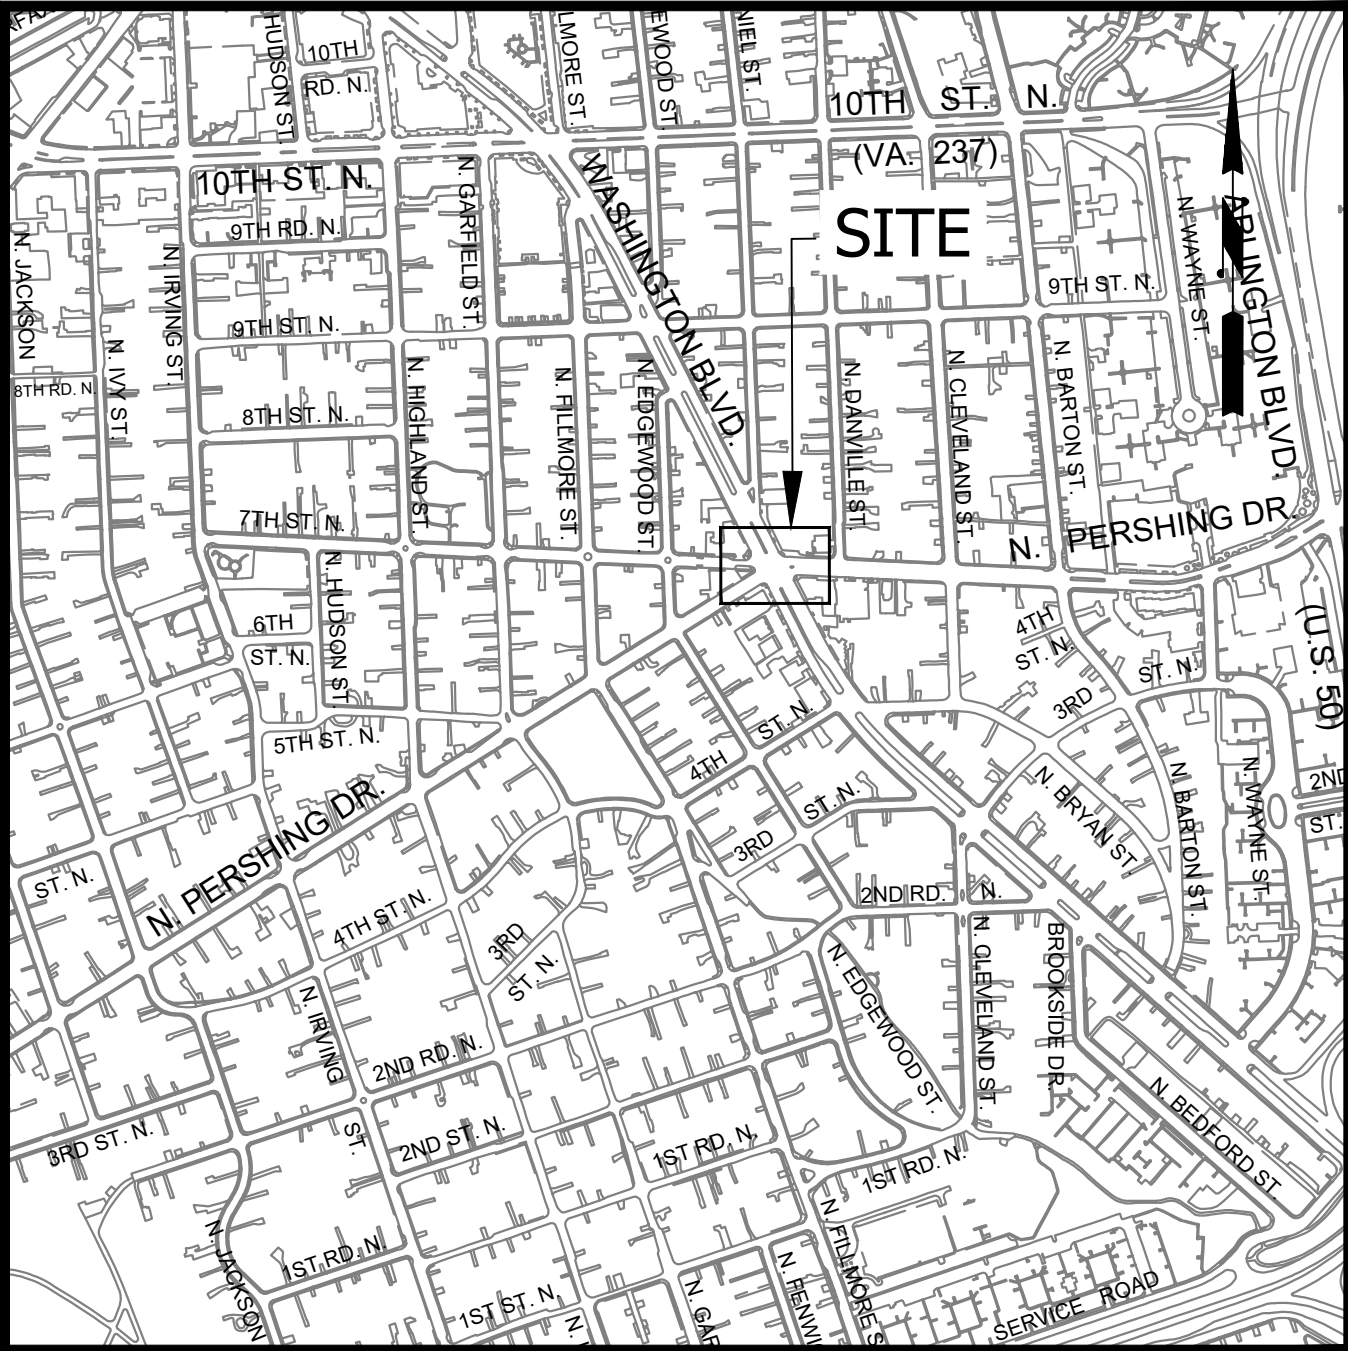 RFAX
HUDSON ST.
10TH
RD. N.
LMORE ST.
EWOOD ST.
NIEL ST.
10TH ST. N.
(VA. 237)
10TH ST. N.
9TH RD. N.
N. GARFIELD ST.
WASHINGTON BLVD.
SITE
N. WAYNE ST.
ARLINGTON BLVD.
N. JACKSON
N. IRVING ST.
9TH ST. N.
9TH ST. N.
8TH RD. N.
N. IVY ST.
8TH ST. N.
N. HIGHLAND ST.
N. FILLMORE ST.
N. EDGEWOOD ST.
N. DANVILLE ST.
N. CLEVELAND ST.
N. BARTON ST.
7TH ST. N.
N. PERSHING DR.
N. HUDSON ST.
6TH
ST. N.
4TH
ST. N.
ST. N.
(U.S. 50)
3RD
5TH ST. N.
ST. N.
4TH
N. PERSHING DR.
ST. N.
3RD
N. BRYAN ST.
N. BARTON ST.
N. WAYNE ST.
2ND
ST.
ST. N.
2ND RD. N.
4TH ST. N.
3RD
ST. N.
N. EDGEWOOD ST.
N. CLEVELAND ST.
BROOKSIDE DR.
N. IRVING
ST.
2ND RD. N.
N. BEDFORD ST.
3RD ST. N.
2ND ST. N.
1ST RD. N.
1ST RD. N.
N. JACKSON
1ST RD. N.
N. FILLMORE S
N. FENWI
N. GAR
1ST ST. N.
SERVICE ROAD